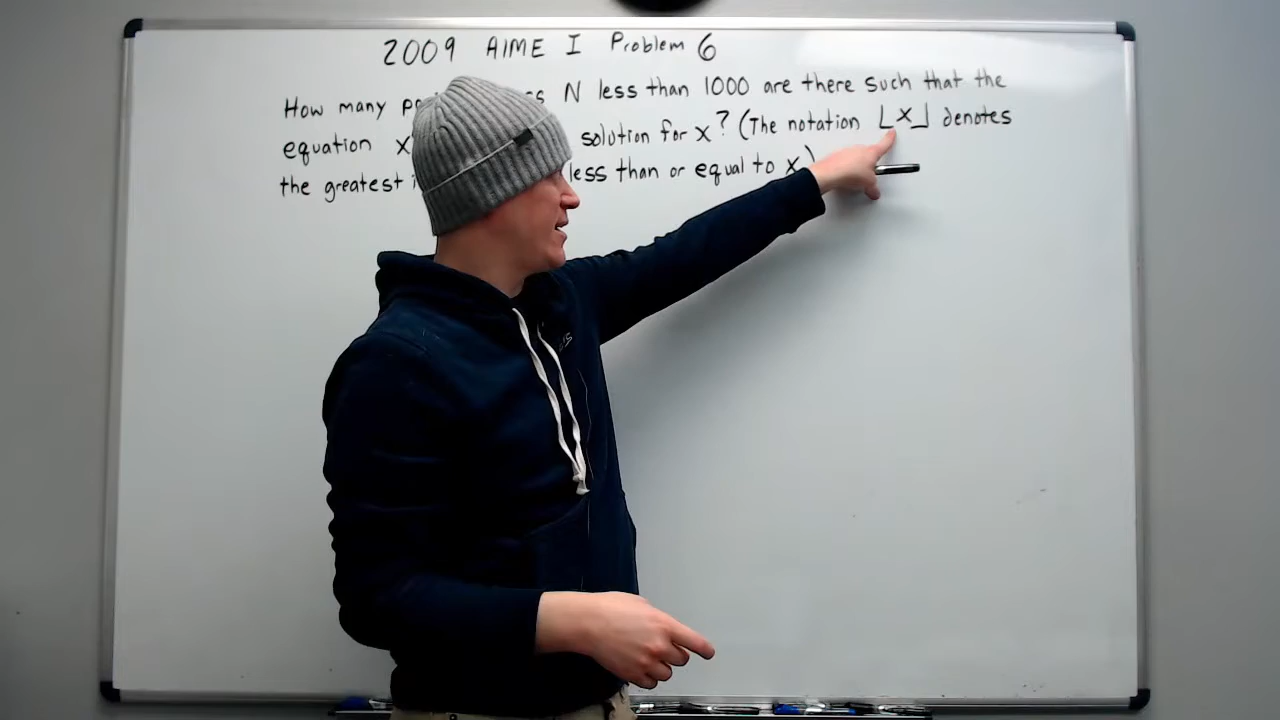 2009 AIME I Problem 6
How many N less than 1000 are there such that the
equation x solution for x? (The notation ⌊x⌋ denotes
the greatest less than or equal to x)